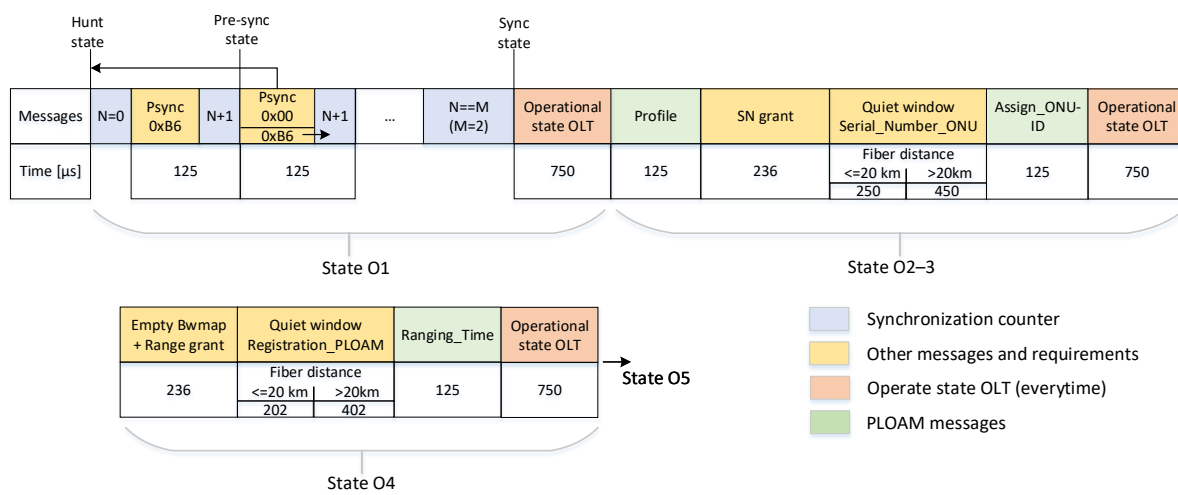 Hunt
state
Pre-sync
state
Sync
state
Messages
N=0
Psync
0xB6
N+1
Psync
0x00
0xB6
N+1
...
N==M
(M=2)
Operational
state OLT
Profile
SN grant
Quiet window
Serial_Number_ONU
Assign_ONU-
ID
Operational
state OLT
Time [µs]
125
125
750
125
236
Fiber distance
<=20 km >20km
250 450
125
750
State O1
State O2–3
Empty Bwmap
+ Range grant
Quiet window
Registration_PLOAM
Ranging_Time
Operational
state OLT
236
Fiber distance
<=20 km >20km
202 402
125
750
State O5
State O4
Synchronization counter
Other messages and requirements
Operate state OLT (everytime)
PLOAM messages